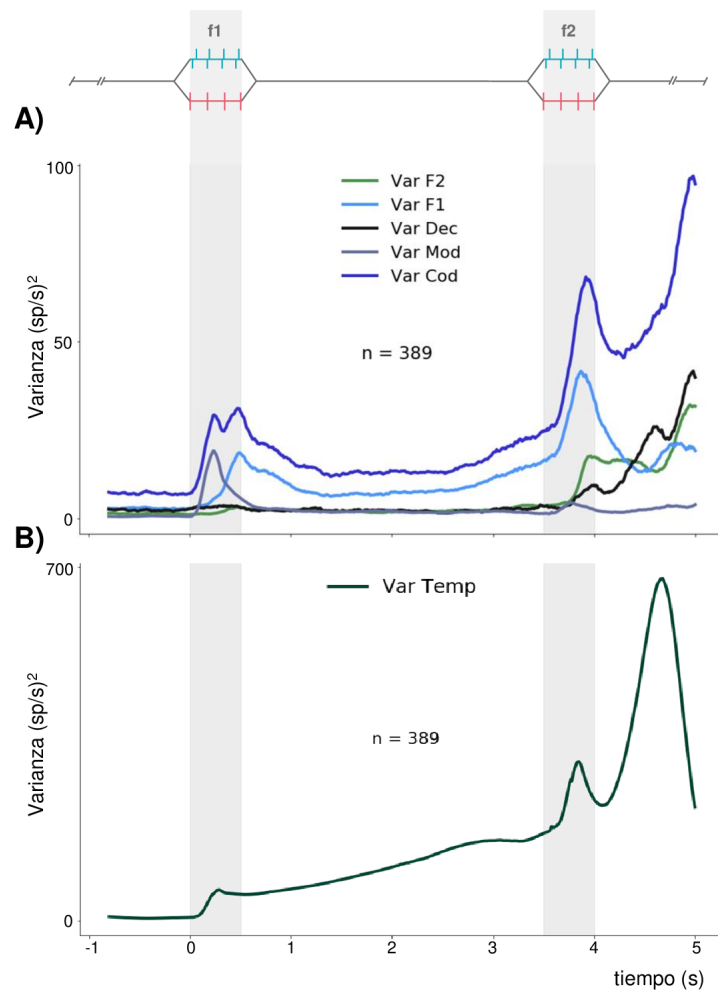 f1 f2
A)
100
Var F2
Var F1
Var Dec
Var Mod
Var Cod
50
n = 389
Varianza (sp/s)²
0
B)
700
Var Temp
n = 389
Varianza (sp/s)²
0
-1 0 1 2 3 4 5
tiempo (s)